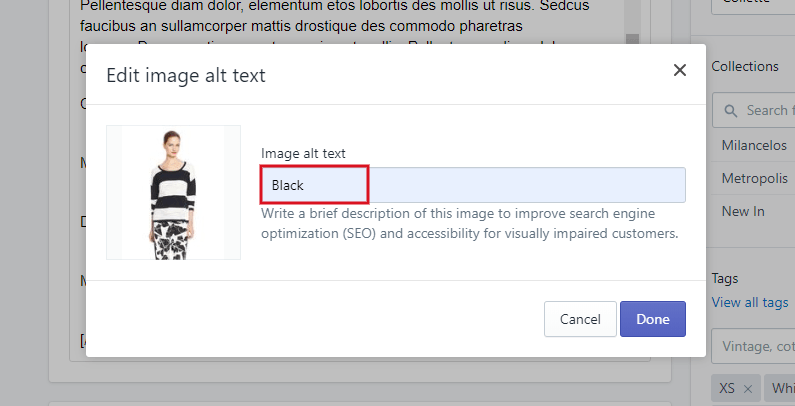 Pellentesque diam dolor, elementum etos lobortis des mollis ut risus. Sedcus
faucibus an sullamcorper mattis drostique des commodo pharetras
Edit image alt text
Image alt text
Black
Write a brief description of this image to improve search engine
optimization (SEO) and accessibility for visually impaired customers.
Cancel
Done
Collections
Search f
Milancelos
Metropolis
New In
Tags
View all tags
Vintage, cot
XS
Whi